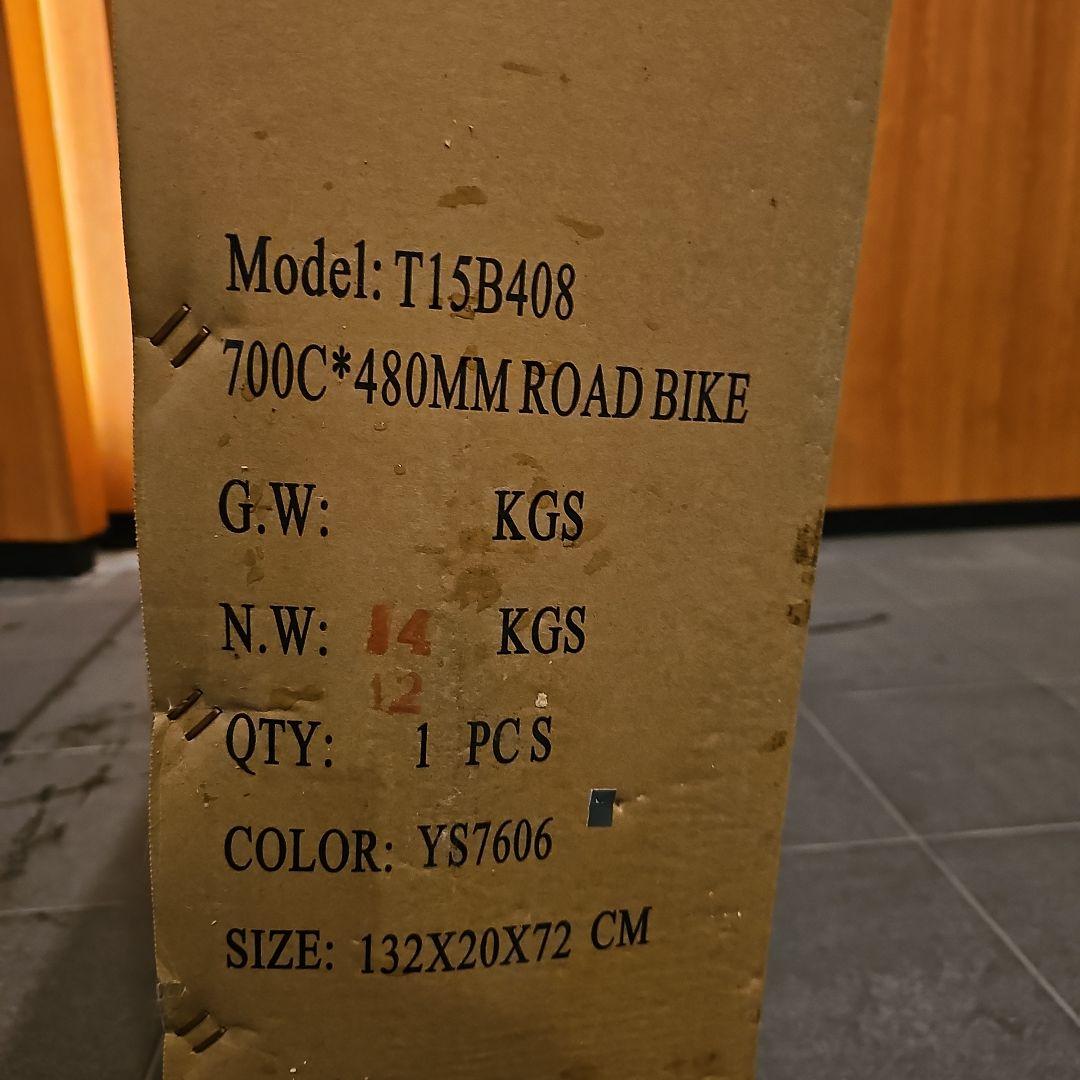 Model: T15B408
700C*480MM ROAD BIKE
G.W: KGS
N.W: 14 KGS
12
QTY: 1 PCS
COLOR: YS7606
SIZE: 132X20X72 CM